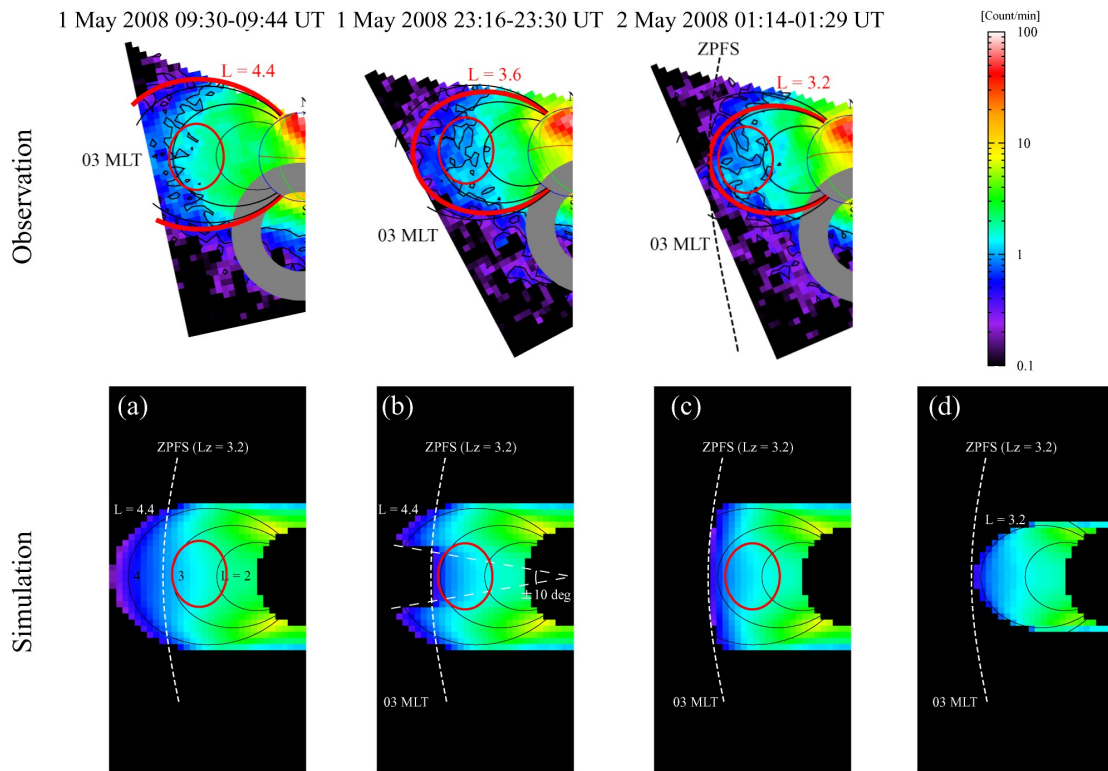 1 May 2008 09:30-09:44 UT
1 May 2008 23:16-23:30 UT
2 May 2008 01:14-01:29 UT
[Count/min]
100
10
1
0.1
Observation
L = 4.4
03 MLT
N
L = 3.6
03 MLT
ZPFS
L = 3.2
03 MLT
Simulation
(a)
ZPFS (Lz = 3.2)
L = 4.4
4
3
L = 2
(b)
ZPFS (Lz = 3.2)
L = 4.4
±10 deg
03 MLT
(c)
ZPFS (Lz = 3.2)
03 MLT
(d)
ZPFS (Lz = 3.2)
L = 3.2
03 MLT